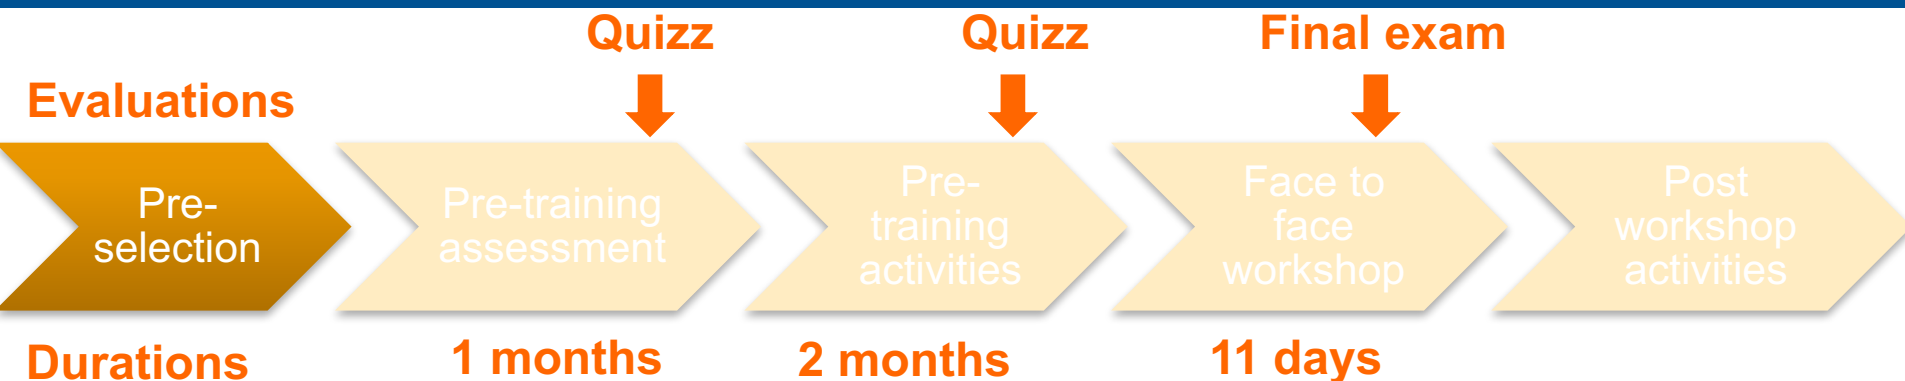 Quizz
Quizz
Final exam
Evaluations
Pre-
selection
Pre-training
assessment
Pre-
training
activities
Face to
face
workshop
Post
workshop
activities
Durations
1 months
2 months
11 days